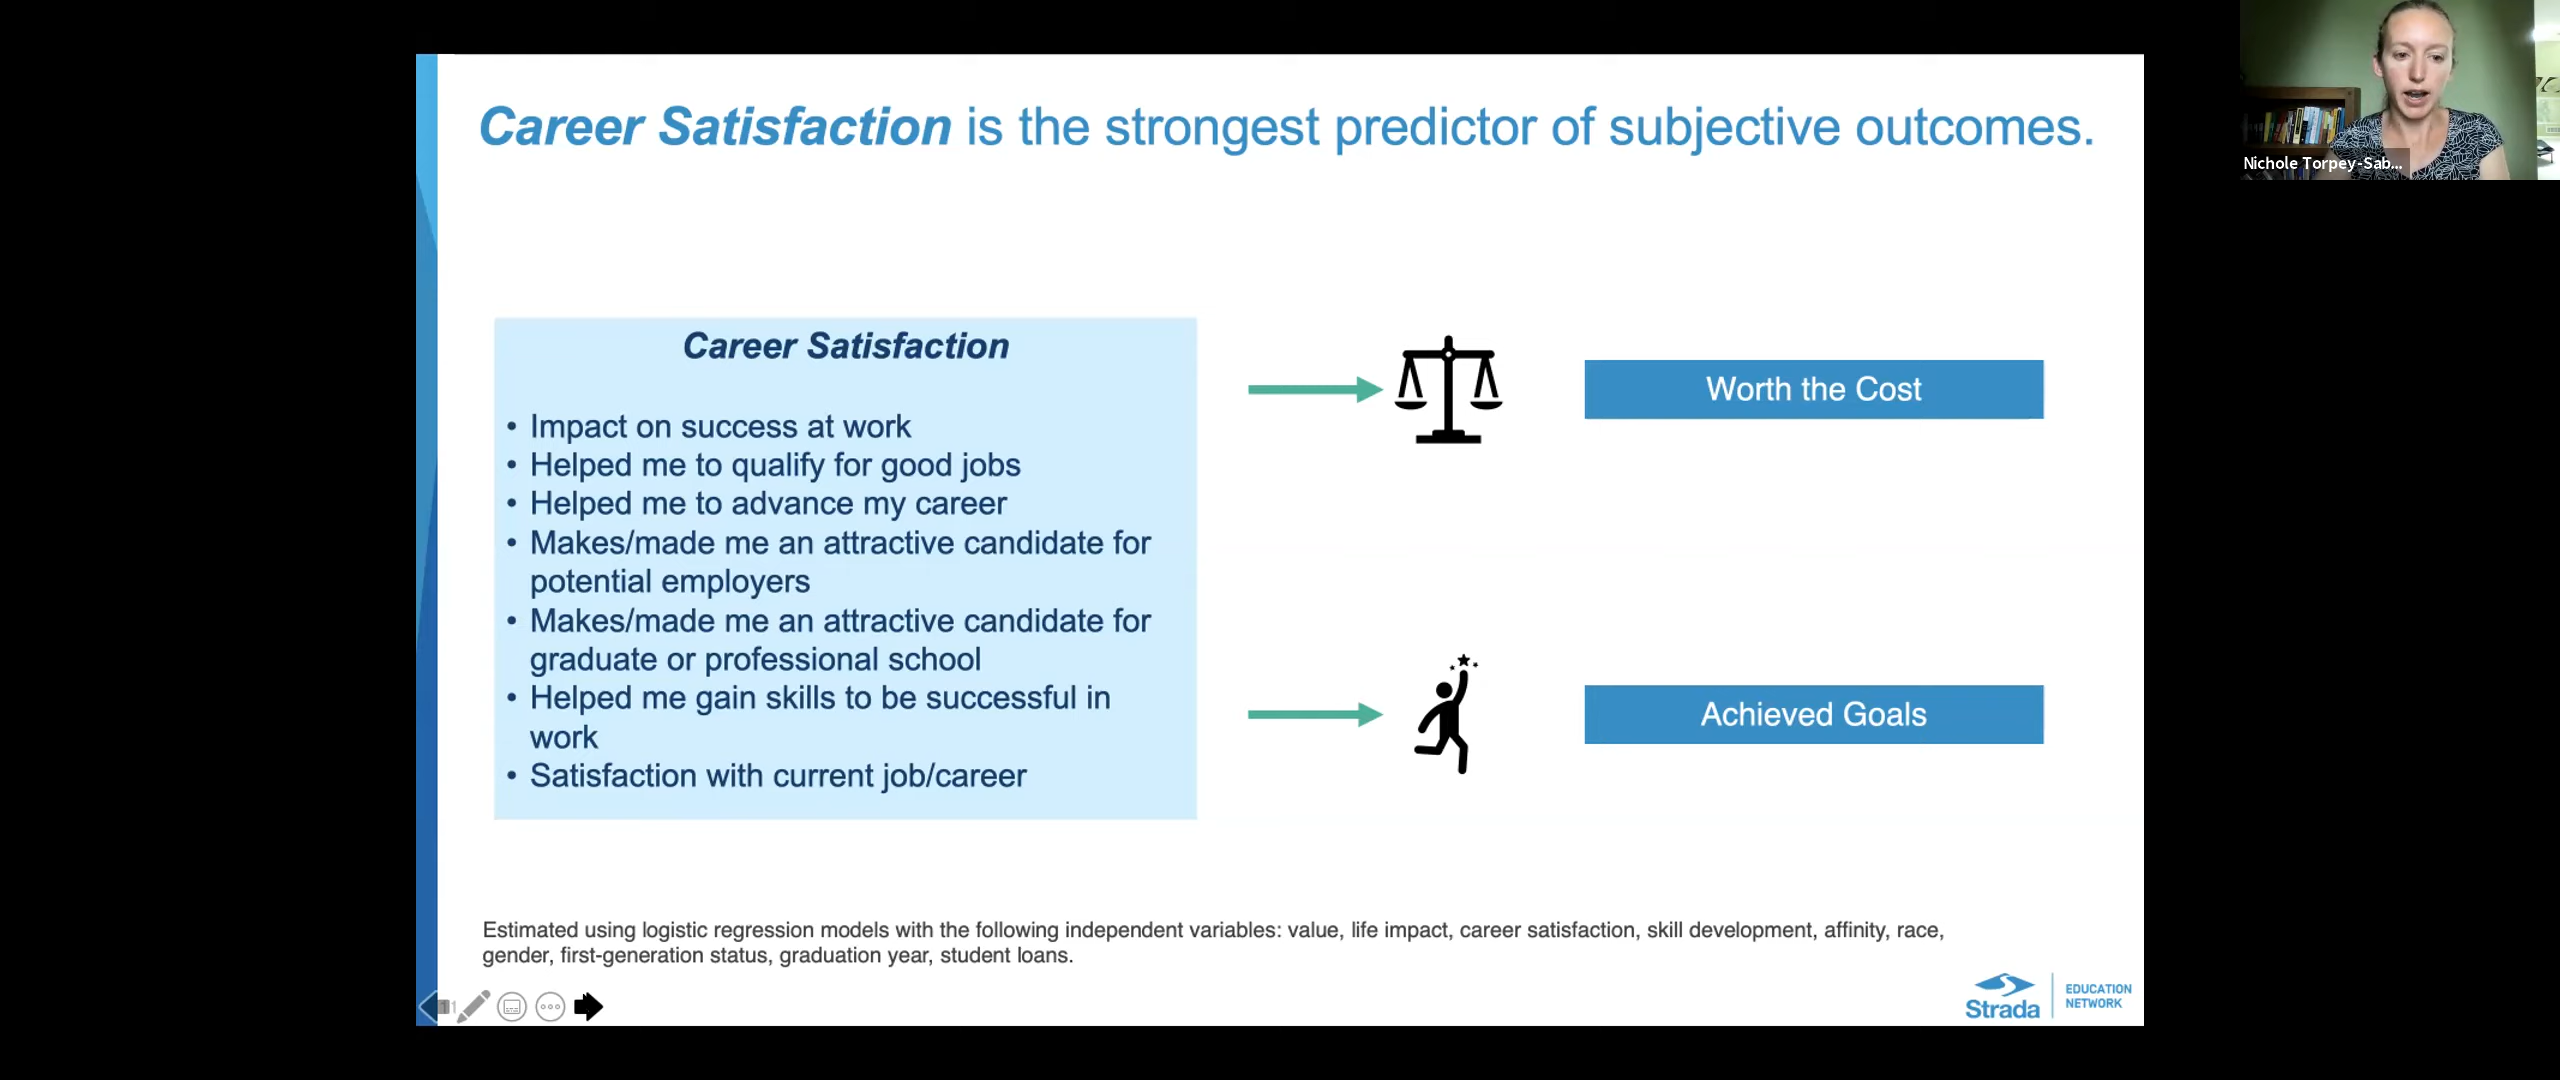 Career Satisfaction is the strongest predictor of subjective outcomes.
Nichole Torpey-Sab...
Career Satisfaction
• Impact on success at work
• Helped me to qualify for good jobs
• Helped me to advance my career
• Makes/made me an attractive candidate for
potential employers
• Makes/made me an attractive candidate for
graduate or professional school
• Helped me gain skills to be successful in
work
• Satisfaction with current job/career
Worth the Cost
Achieved Goals
Estimated using logistic regression models with the following independent variables: value, life impact, career satisfaction, skill development, affinity, race,
gender, first-generation status, graduation year, student loans.
Strada
EDUCATION
NETWORK